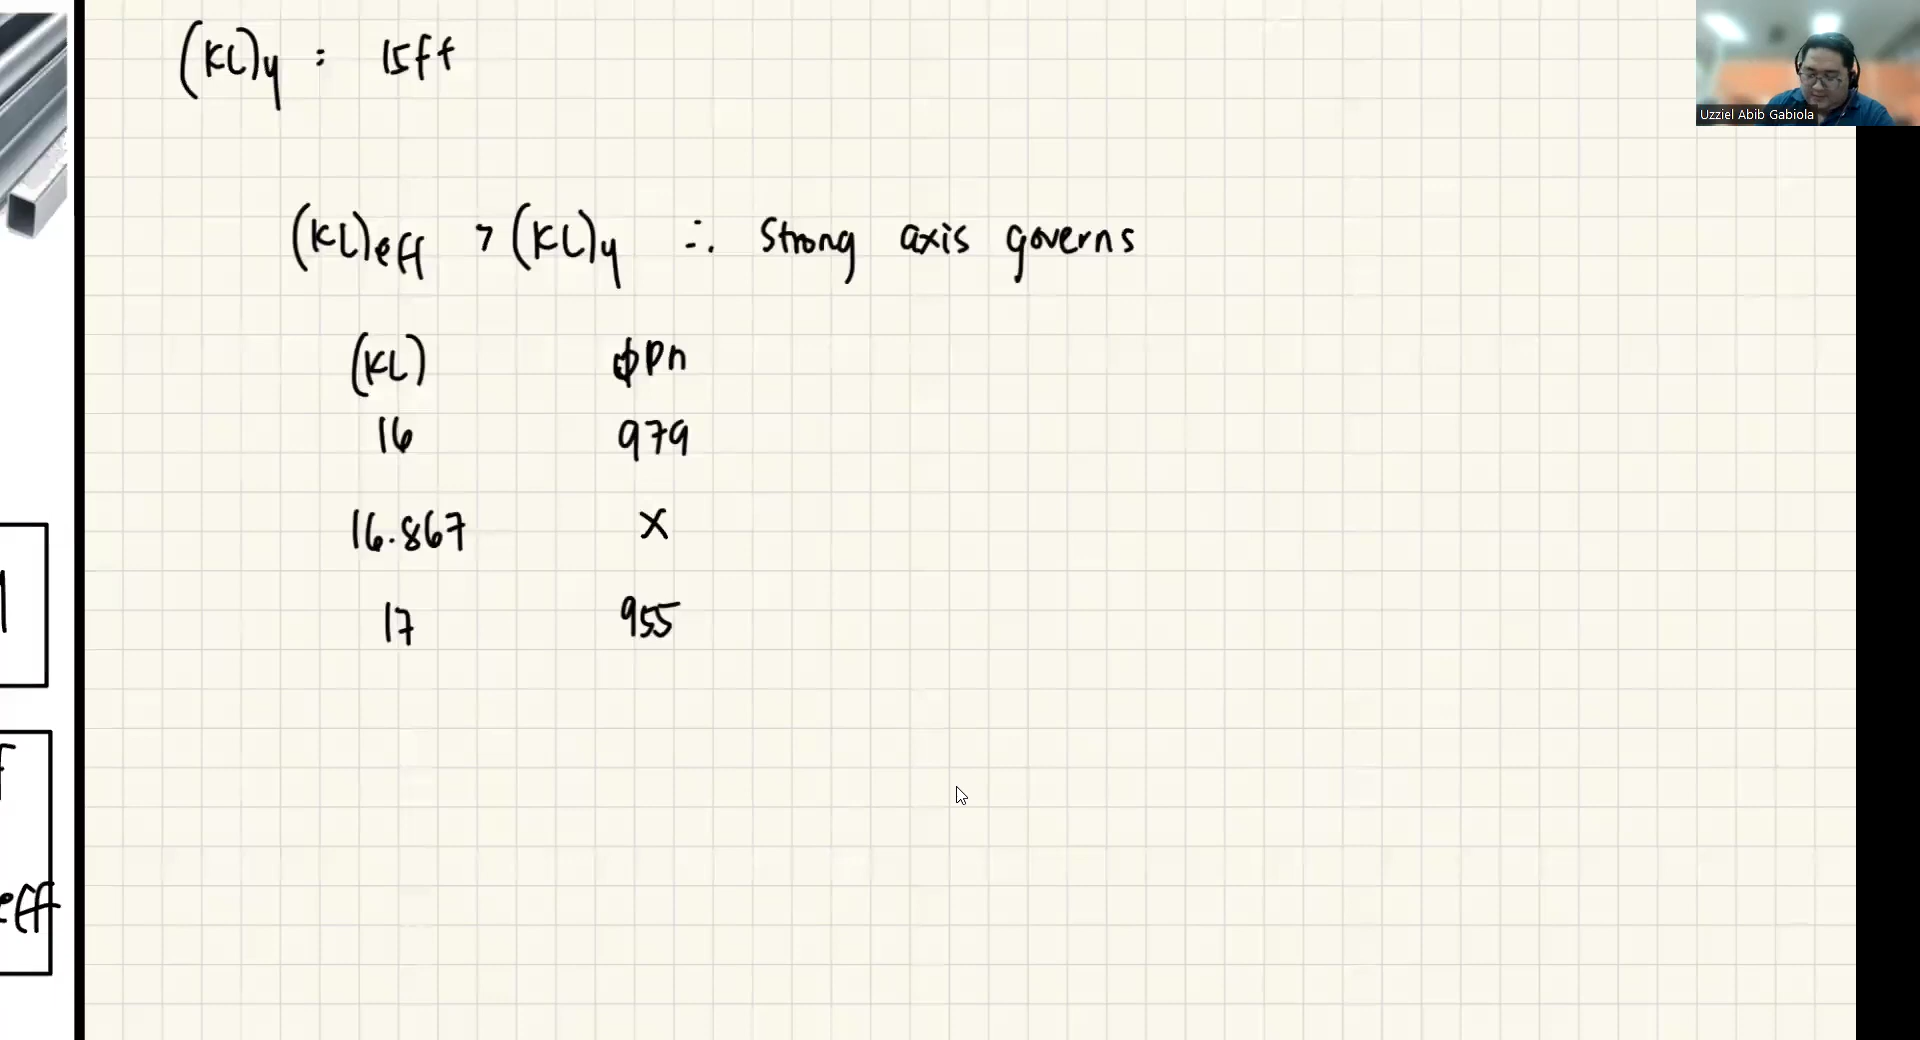 (KL)y : 15ft
Uzziel Abib Gabiola
(KL)eff > (KL)y ∴ Strong axis governs
(KL) ϕPn
16 979
16.867 X
17 955
eff